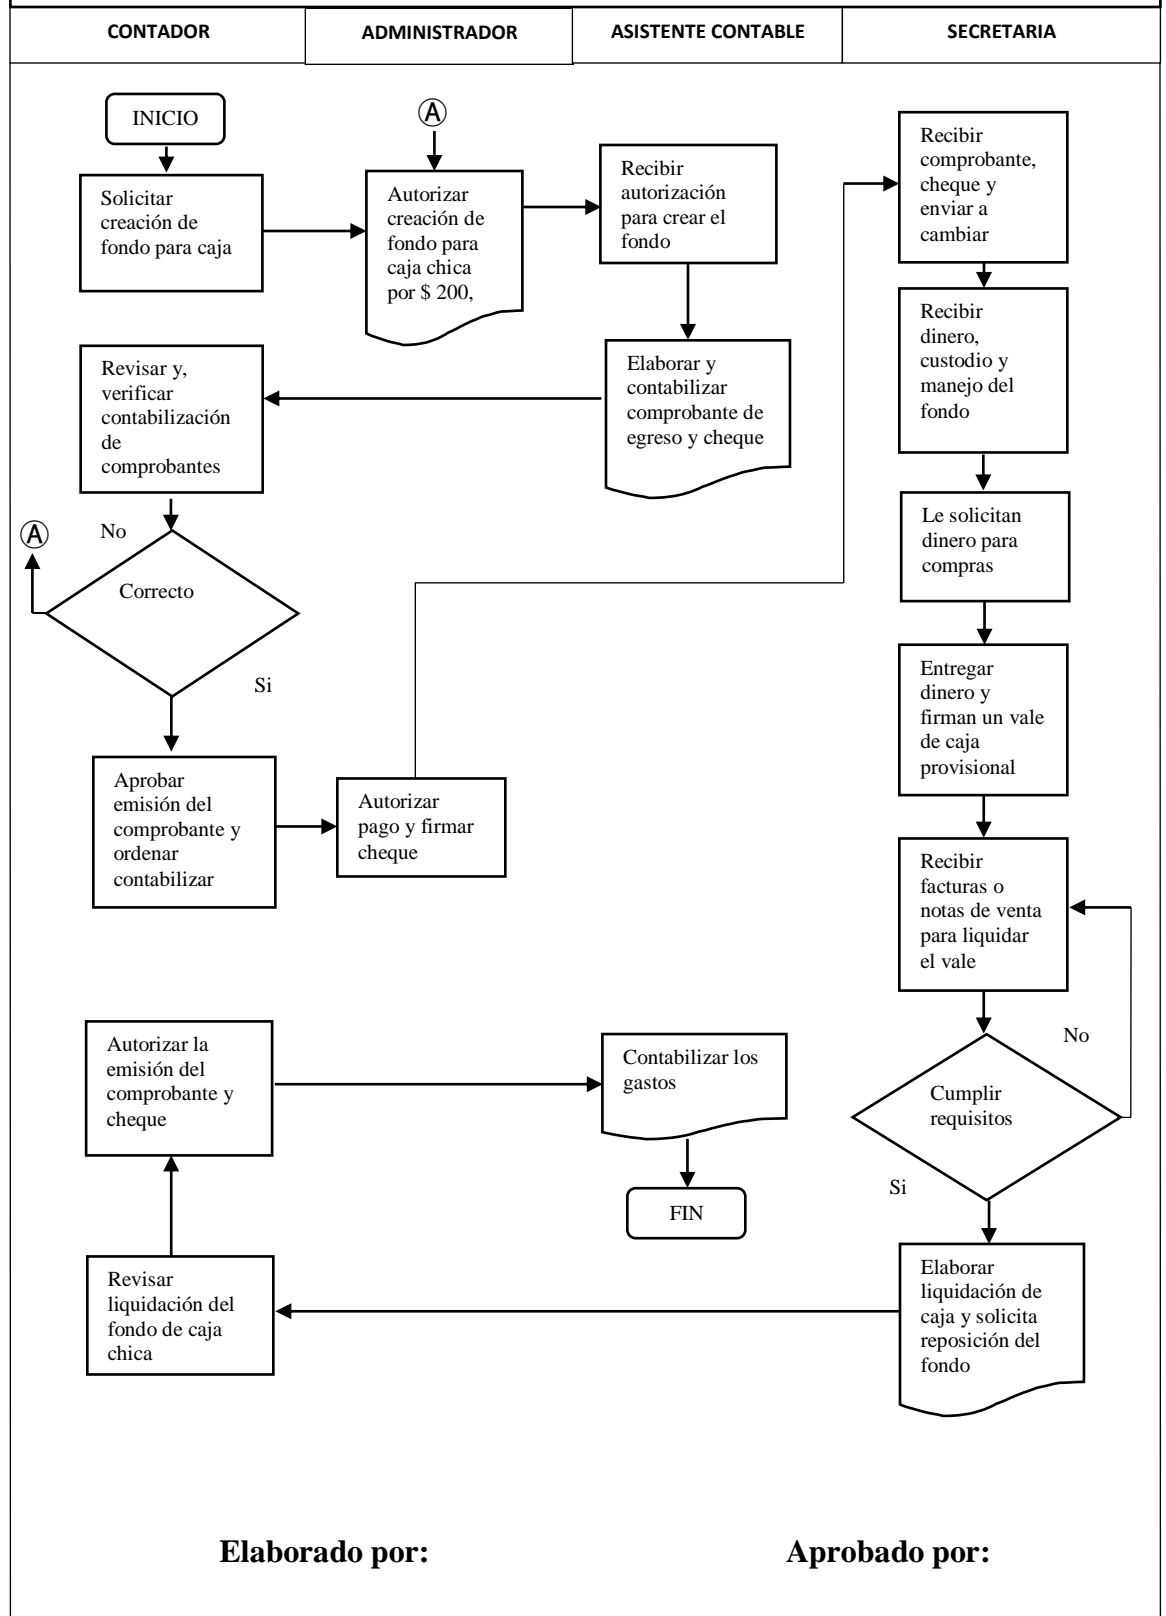 CONTADOR
ADMINISTRADOR
ASISTENTE CONTABLE
SECRETARIA
INICIO
Solicitar
creación de
fondo para caja
Ⓐ
Autorizar
creación de
fondo para
caja chica
por $ 200,
Recibir
autorización
para crear el
fondo
Recibir
comprobante,
cheque y
enviar a
cambiar
Recibir
dinero,
custodio y
manejo del
fondo
Revisar y,
verificar
contabilización
de
comprobantes
Elaborar y
contabilizar
comprobante de
egreso y cheque
Le solicitan
dinero para
compras
Ⓐ
No
Correcto
Si
Entregar
dinero y
firman un vale
de caja
provisional
Aprobar
emisión del
comprobante y
ordenar
contabilizar
Autorizar
pago y firmar
cheque
Recibir
facturas o
notas de venta
para liquidar
el vale
No
Cumplir
requisitos
Si
Autorizar la
emisión del
comprobante y
cheque
Contabilizar los
gastos
FIN
Revisar
liquidación del
fondo de caja
chica
Elaborar
liquidación de
caja y solicita
reposición del
fondo
Elaborado por:
Aprobado por: